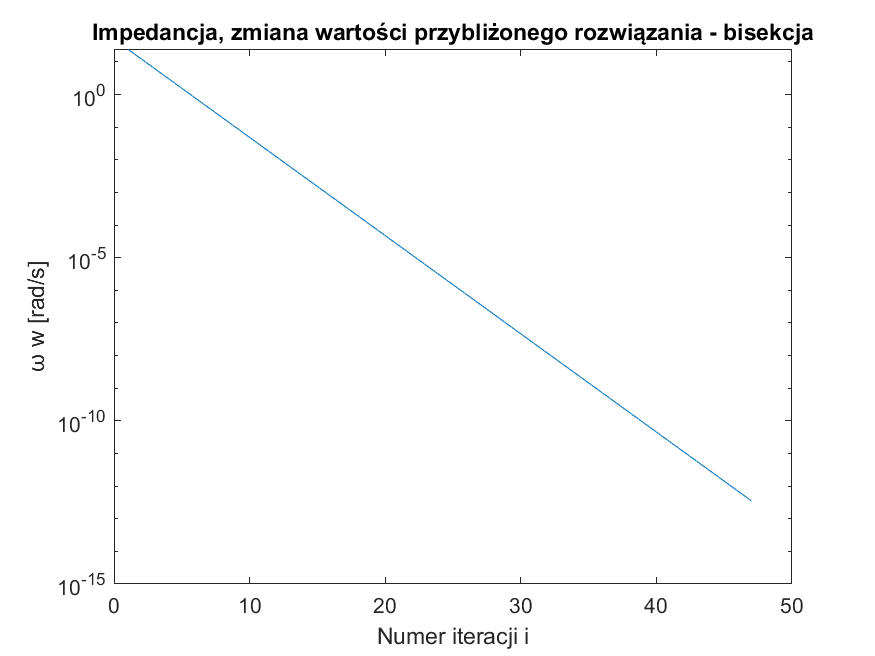 Impedancja, zmiana wartości przybliżonego rozwiązania - bisekcja
10^0
10^-5
10^-10
10^-15
ω w [rad/s]
0 10 20 30 40 50
Numer iteracji i